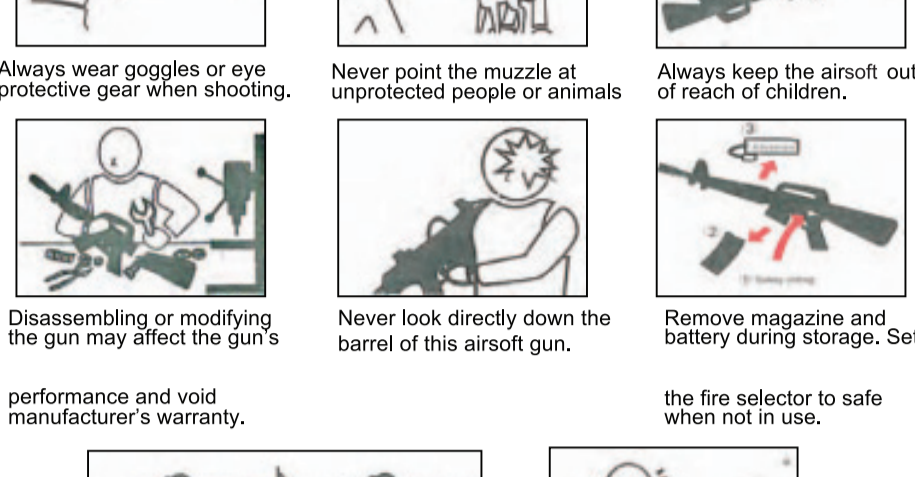 Always wear goggles or eye
protective gear when shooting.
Never point the muzzle at
unprotected people or animals
Always keep the airsoft out
of reach of children.
3
2
Disassembling or modifying
the gun may affect the gun's
performance and void
manufacturer's warranty.
Never look directly down the
barrel of this airsoft gun.
Remove magazine and
battery during storage. Set
the fire selector to safe
when not in use.